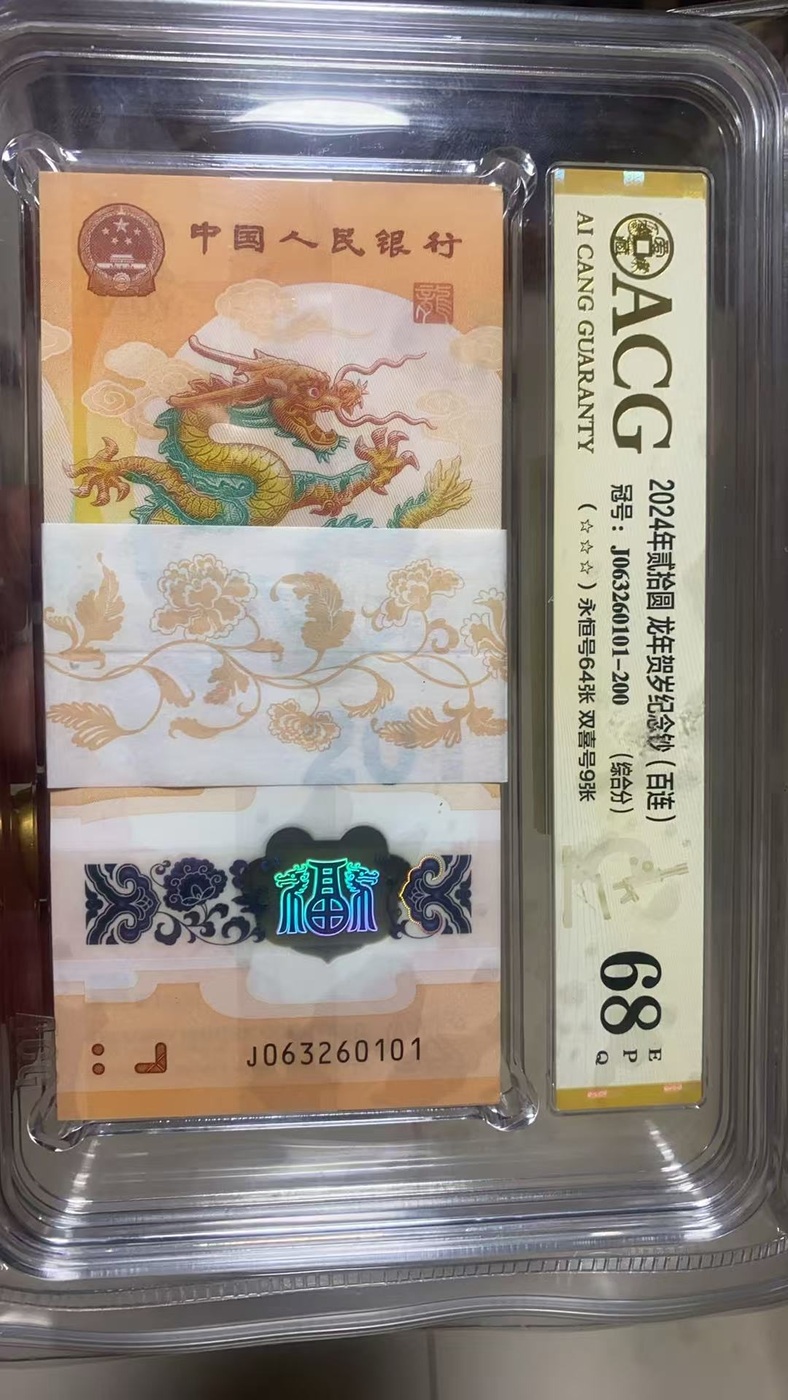 中国人民银行
龍
J063260101
ACG
AI CANG GUARANTY
2024年贰拾圆 龙年贺岁纪念钞（百连）
冠号：J063260101-200 （综合分）
（☆☆☆）永恒号64张 双喜号9张
68
E
P
Q